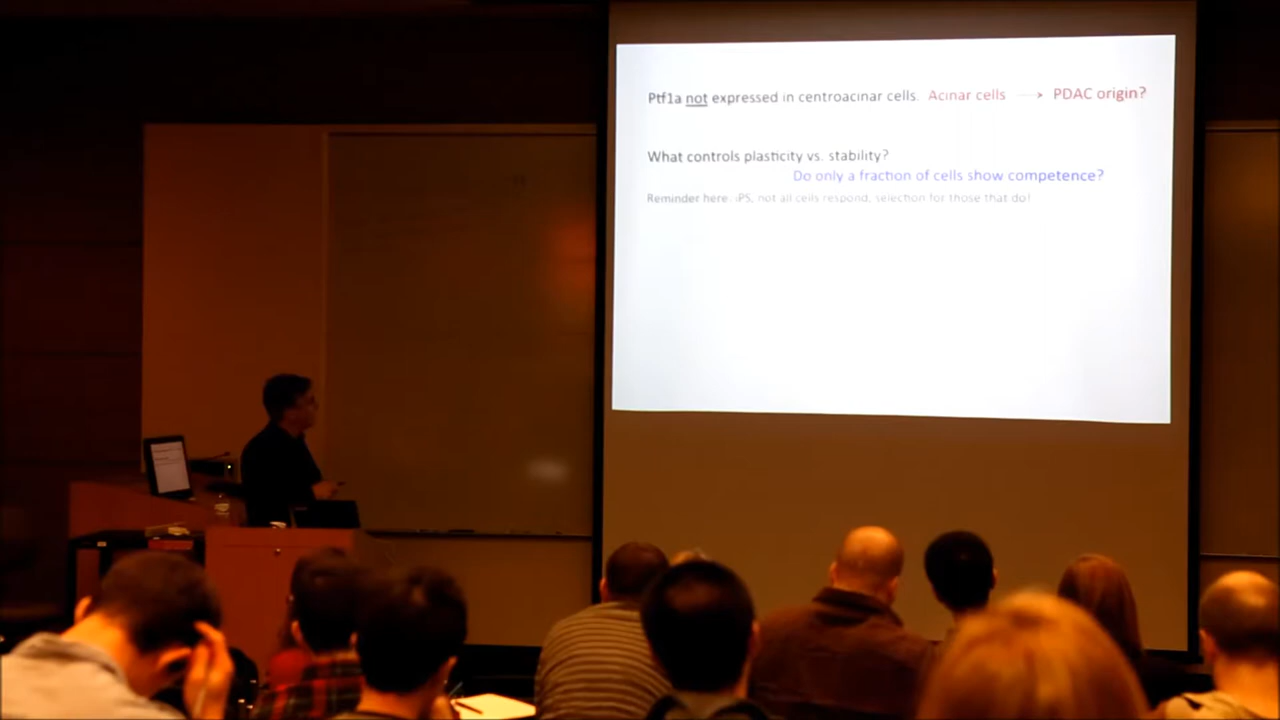 Ptf1a not expressed in centroacinar cells. Acinar cells → PDAC origin?
What controls plasticity vs. stability?
Do only a fraction of cells show competence?
Reminder here. iPS, not all cells respond, selection for those that do!